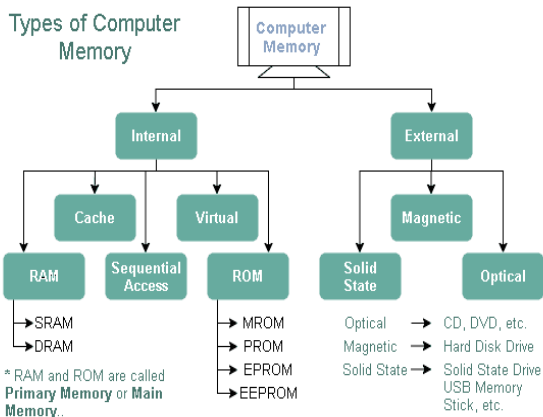 Types of Computer
Memory
Computer
Memory
Internal
External
Cache
Virtual
Magnetic
RAM
Sequential
Access
ROM
Solid
State
Optical
SRAM
DRAM
MROM
PROM
EPROM
EEPROM
Optical CD, DVD, etc.
Magnetic Hard Disk Drive
Solid State Solid State Drive
USB Memory
Stick, etc.
* RAM and ROM are called
Primary Memory or Main
Memory..